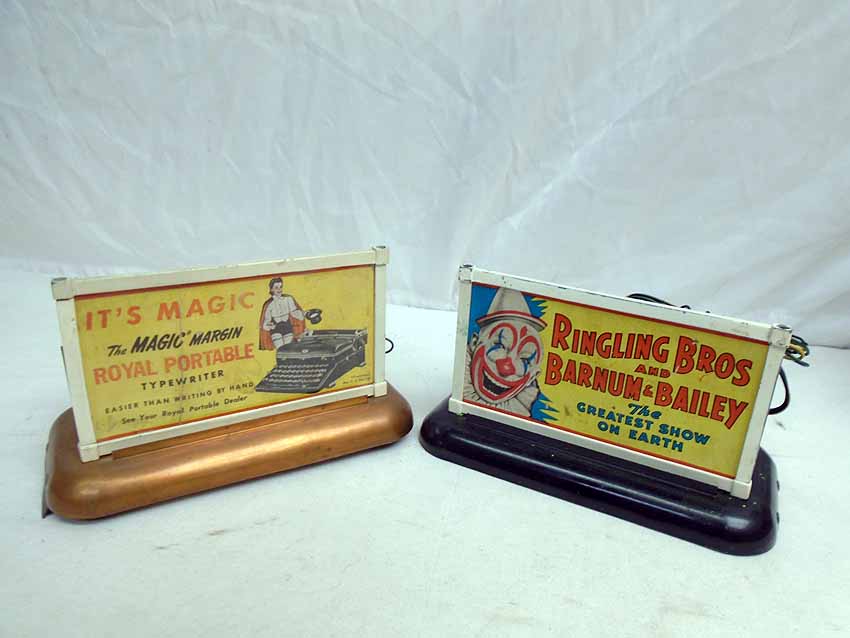 IT'S MAGIC
The "MAGIC" MARGIN
ROYAL PORTABLE
TYPEWRITER
EASIER THAN WRITING BY HAND
See Your Royal Portable Dealer
RINGLING BROS
AND
BARNUM & BAILEY
The
GREATEST SHOW
ON EARTH